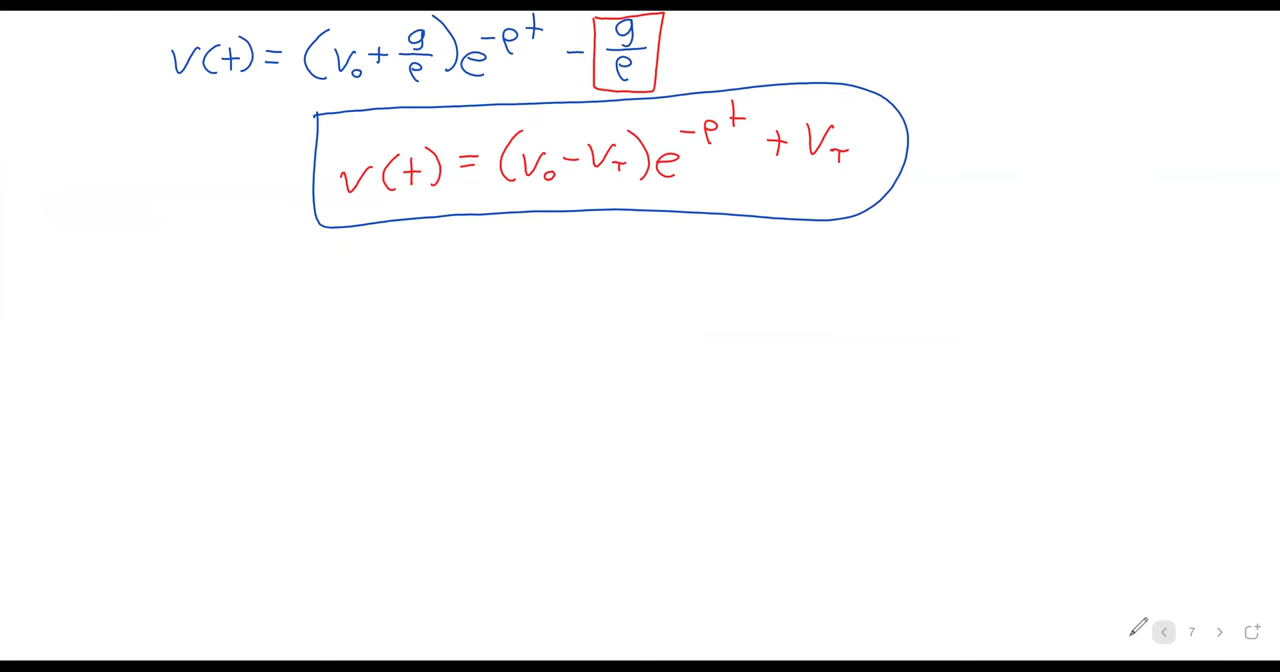 v(t) = (v₀ + g/ρ)e^(-ρt) - g/ρ
v(t) = (v₀ - v_T)e^(-ρt) + v_T
7